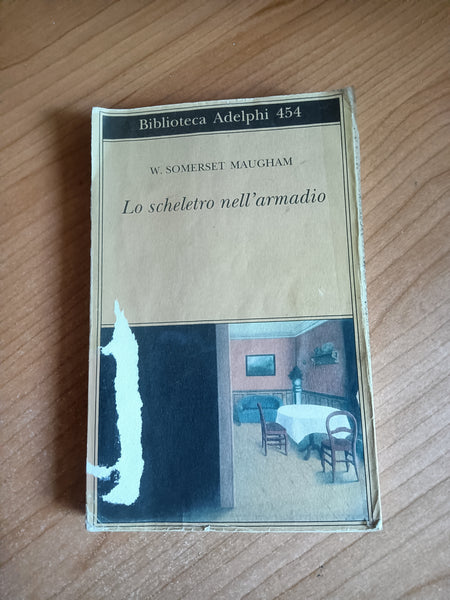 Biblioteca Adelphi 454
W. SOMERSET MAUGHAM
Lo scheletro nell'armadio